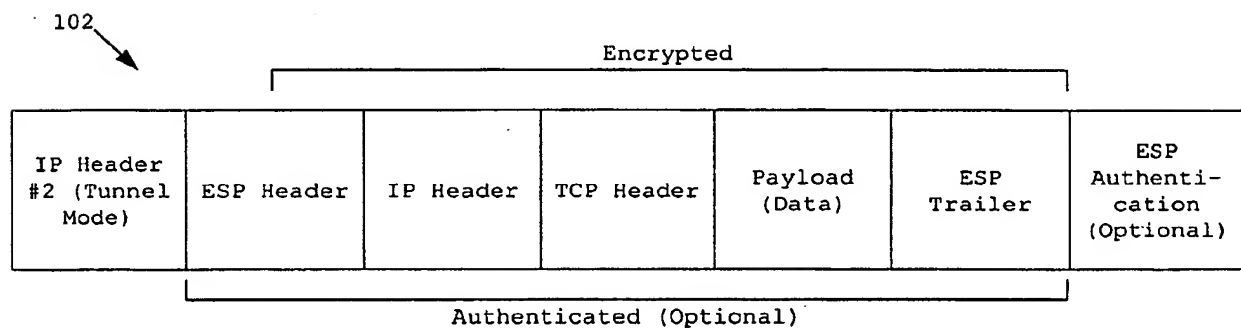 102
Encrypted
IP Header
#2 (Tunnel
Mode)
ESP Header
IP Header
TCP Header
Payload
(Data)
ESP
Trailer
ESP
Authenti-
cation
(Optional)
Authenticated (Optional)